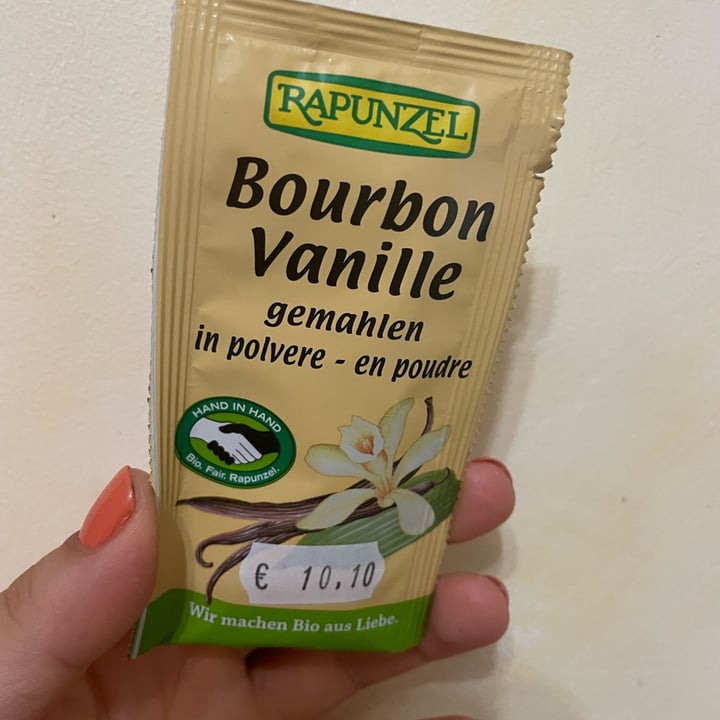 RAPUNZEL
Bourbon
Vanille
gemahlen
in polvere - en poudre
HAND IN HAND
Bio. Fair. Rapunzel.
€ 10,10
Wir machen Bio aus Liebe.